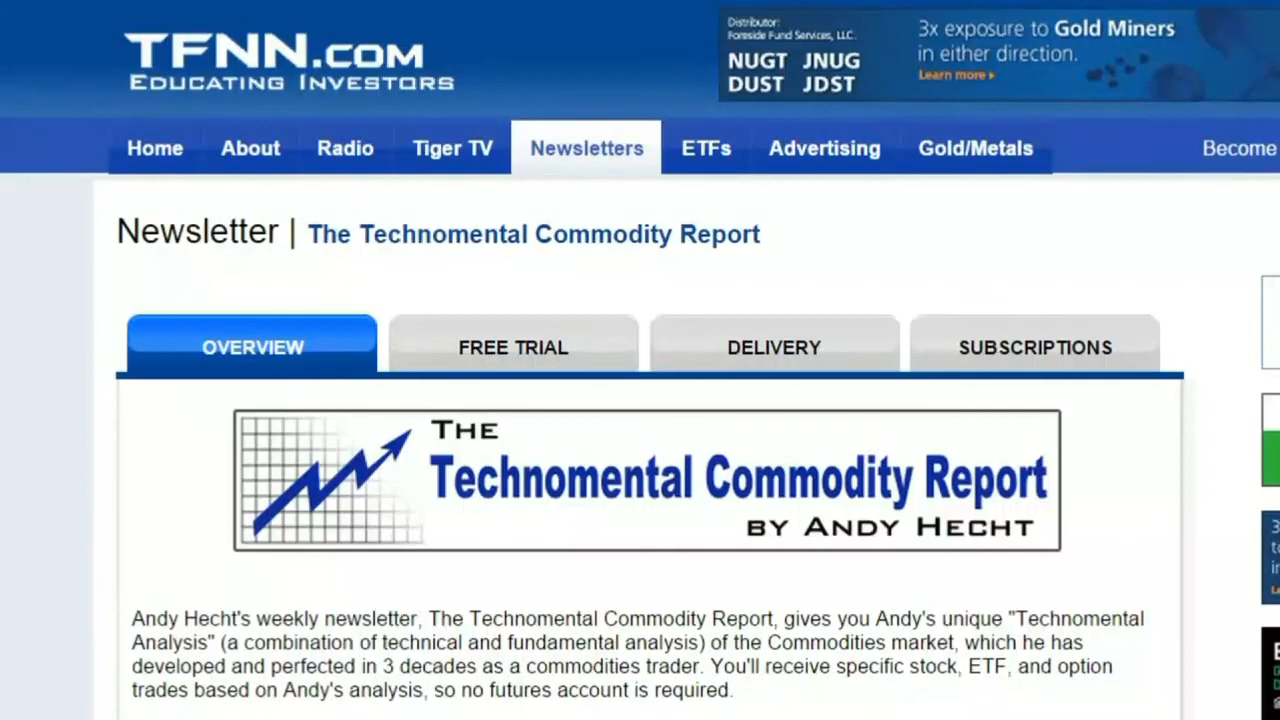 TFNN.COM
EDUCATING INVESTORS
Distributor:
Foreside Fund Services, LLC.
NUGT JNUG
DUST JDST
3x exposure to Gold Miners
in either direction.
Learn more
Home About Radio Tiger TV Newsletters ETFs Advertising Gold/Metals Become
Newsletter | The Technomental Commodity Report
OVERVIEW FREE TRIAL DELIVERY SUBSCRIPTIONS
THE
Technomental Commodity Report
BY ANDY HECHT
Andy Hecht's weekly newsletter, The Technomental Commodity Report, gives you Andy's unique "Technomental
Analysis" (a combination of technical and fundamental analysis) of the Commodities market, which he has
developed and perfected in 3 decades as a commodities trader. You'll receive specific stock, ETF, and option
trades based on Andy's analysis, so no futures account is required.